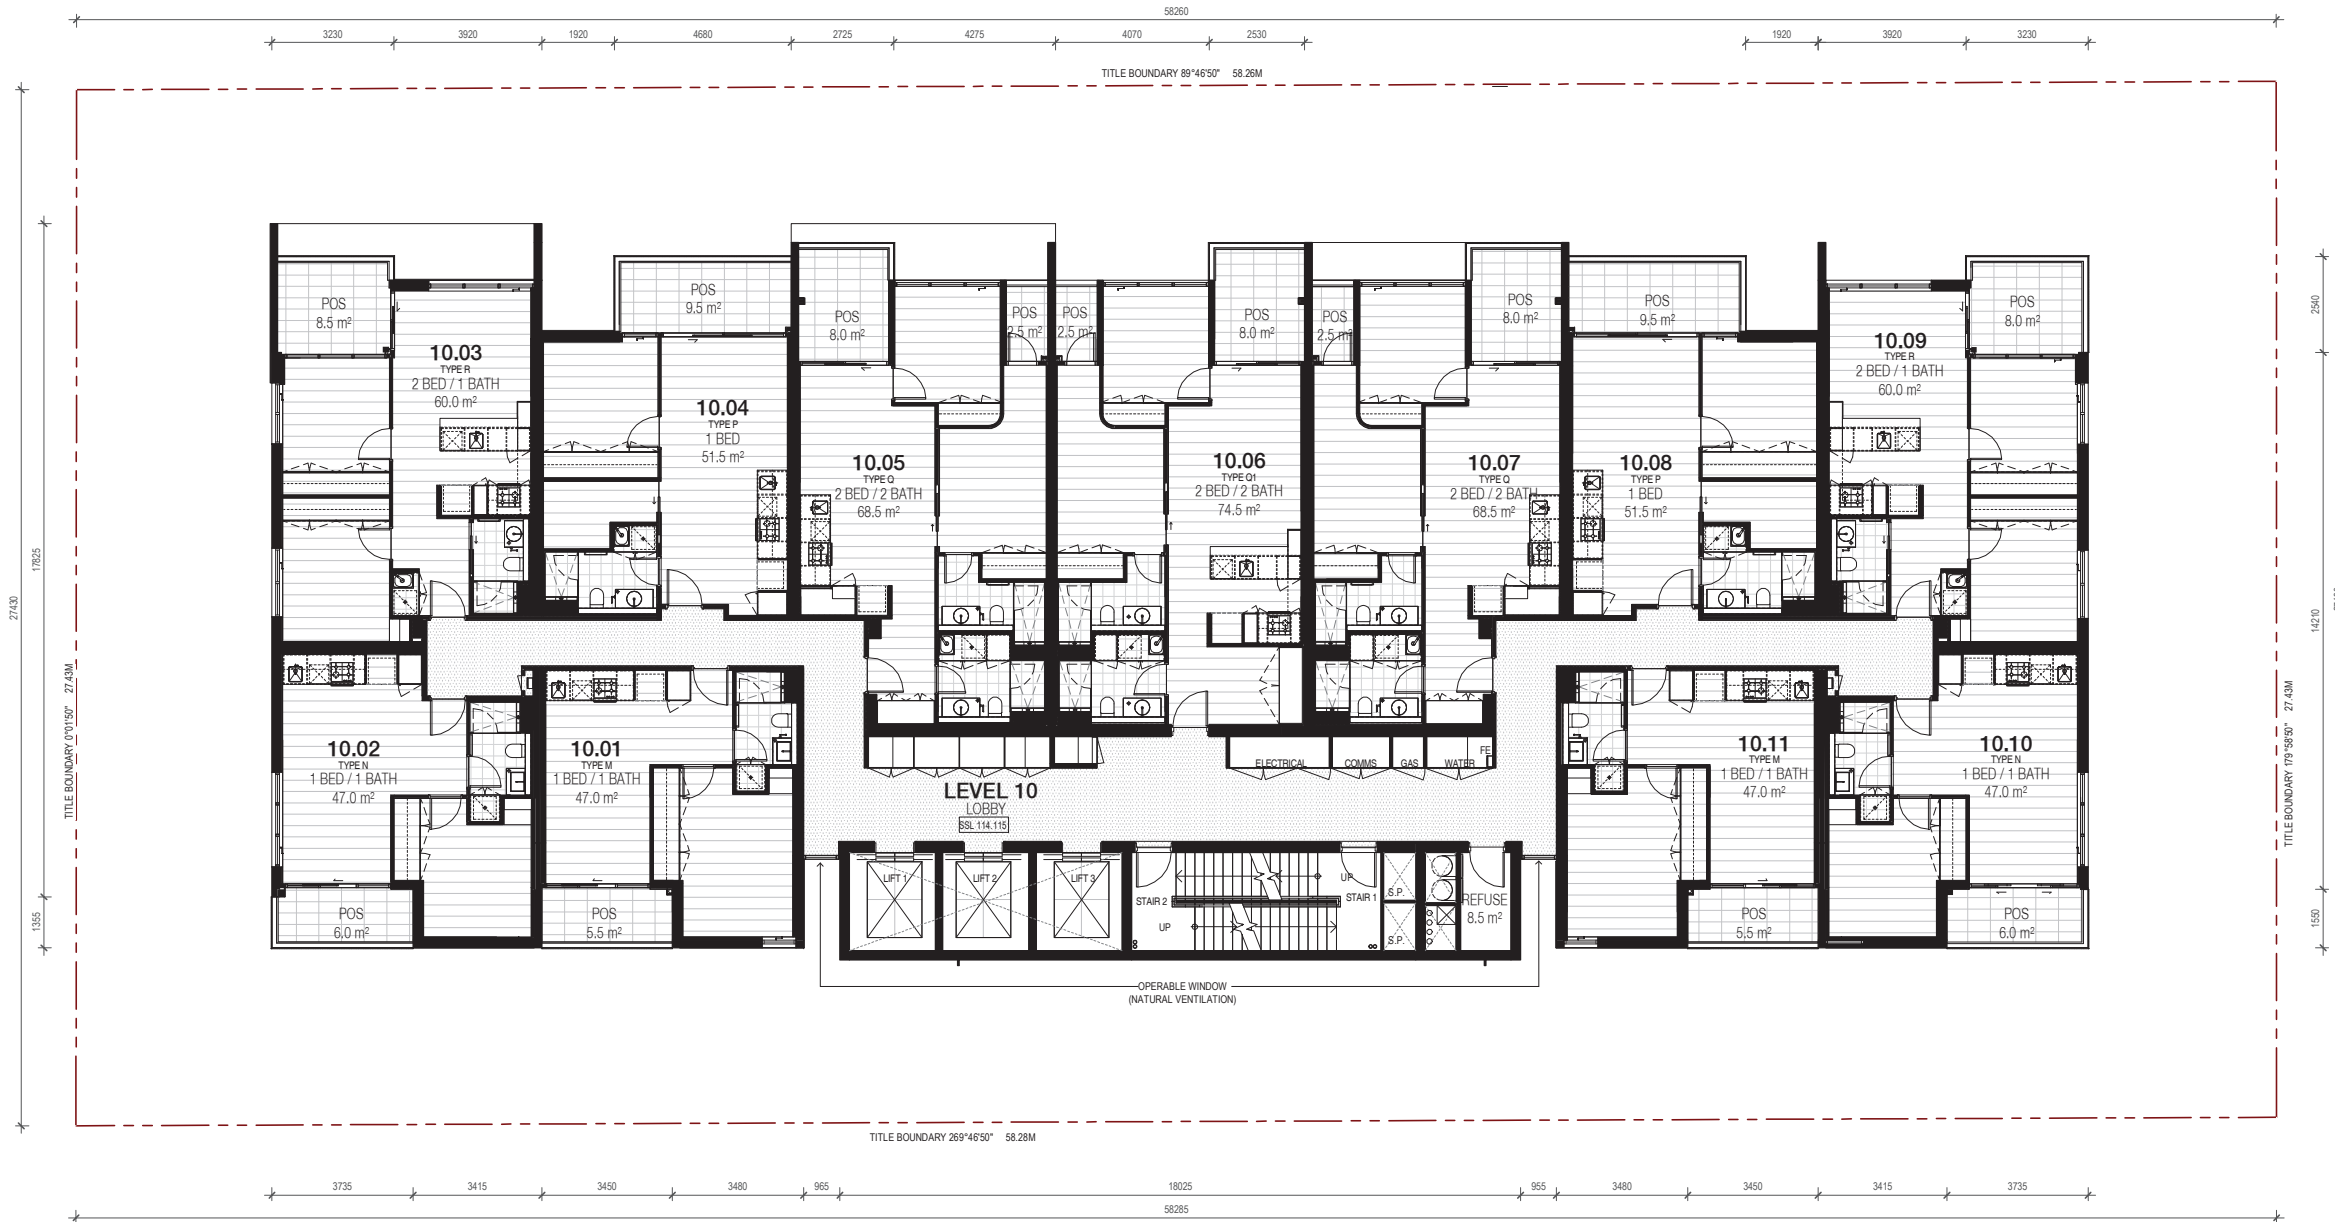 58260
3230
3920
1920
4680
2725
4275
4070
2530
1920
3920
3230
TITLE BOUNDARY 89°46'50" 58.26M
27430
17825
1355
TITLE BOUNDARY 0°01'50" 27.43M
POS
8.5 m²
10.03
TYPE R
2 BED / 1 BATH
60.0 m²
POS
9.5 m²
10.04
TYPE P
1 BED
51.5 m²
POS
8.0 m²
10.05
TYPE Q
2 BED / 2 BATH
68.5 m²
POS
2.5 m²
POS
2.5 m²
POS
8.0 m²
10.06
TYPE Q1
2 BED / 2 BATH
74.5 m²
POS
2.5 m²
POS
8.0 m²
10.07
TYPE Q
2 BED / 2 BATH
68.5 m²
POS
9.5 m²
10.08
TYPE P
1 BED
51.5 m²
10.09
TYPE R
2 BED / 1 BATH
60.0 m²
POS
8.0 m²
2540
14210
1550
TITLE BOUNDARY 179°58'50" 27.43M
10.02
TYPE N
1 BED / 1 BATH
47.0 m²
POS
6.0 m²
10.01
TYPE M
1 BED / 1 BATH
47.0 m²
POS
5.5 m²
ELECTRICAL
COMMS
GAS
WATER
FE
LEVEL 10
LOBBY
SSL 114.115
LIFT 1
LIFT 2
LIFT 3
STAIR 2
UP
UP
STAIR 1
S.P.
S.P.
REFUSE
8.5 m²
10.11
TYPE M
1 BED / 1 BATH
47.0 m²
POS
5.5 m²
10.10
TYPE N
1 BED / 1 BATH
47.0 m²
POS
6.0 m²
OPERABLE WINDOW
(NATURAL VENTILATION)
TITLE BOUNDARY 269°46'50" 58.28M
3735
3415
3450
3480
965
18025
955
3480
3450
3415
3735
58285